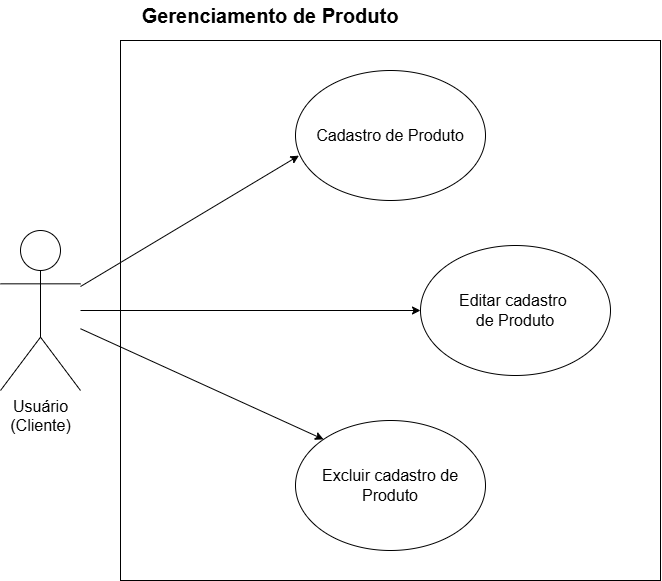 Gerenciamento de Produto
Cadastro de Produto
Editar cadastro
de Produto
Usuário
(Cliente)
Excluir cadastro de
Produto